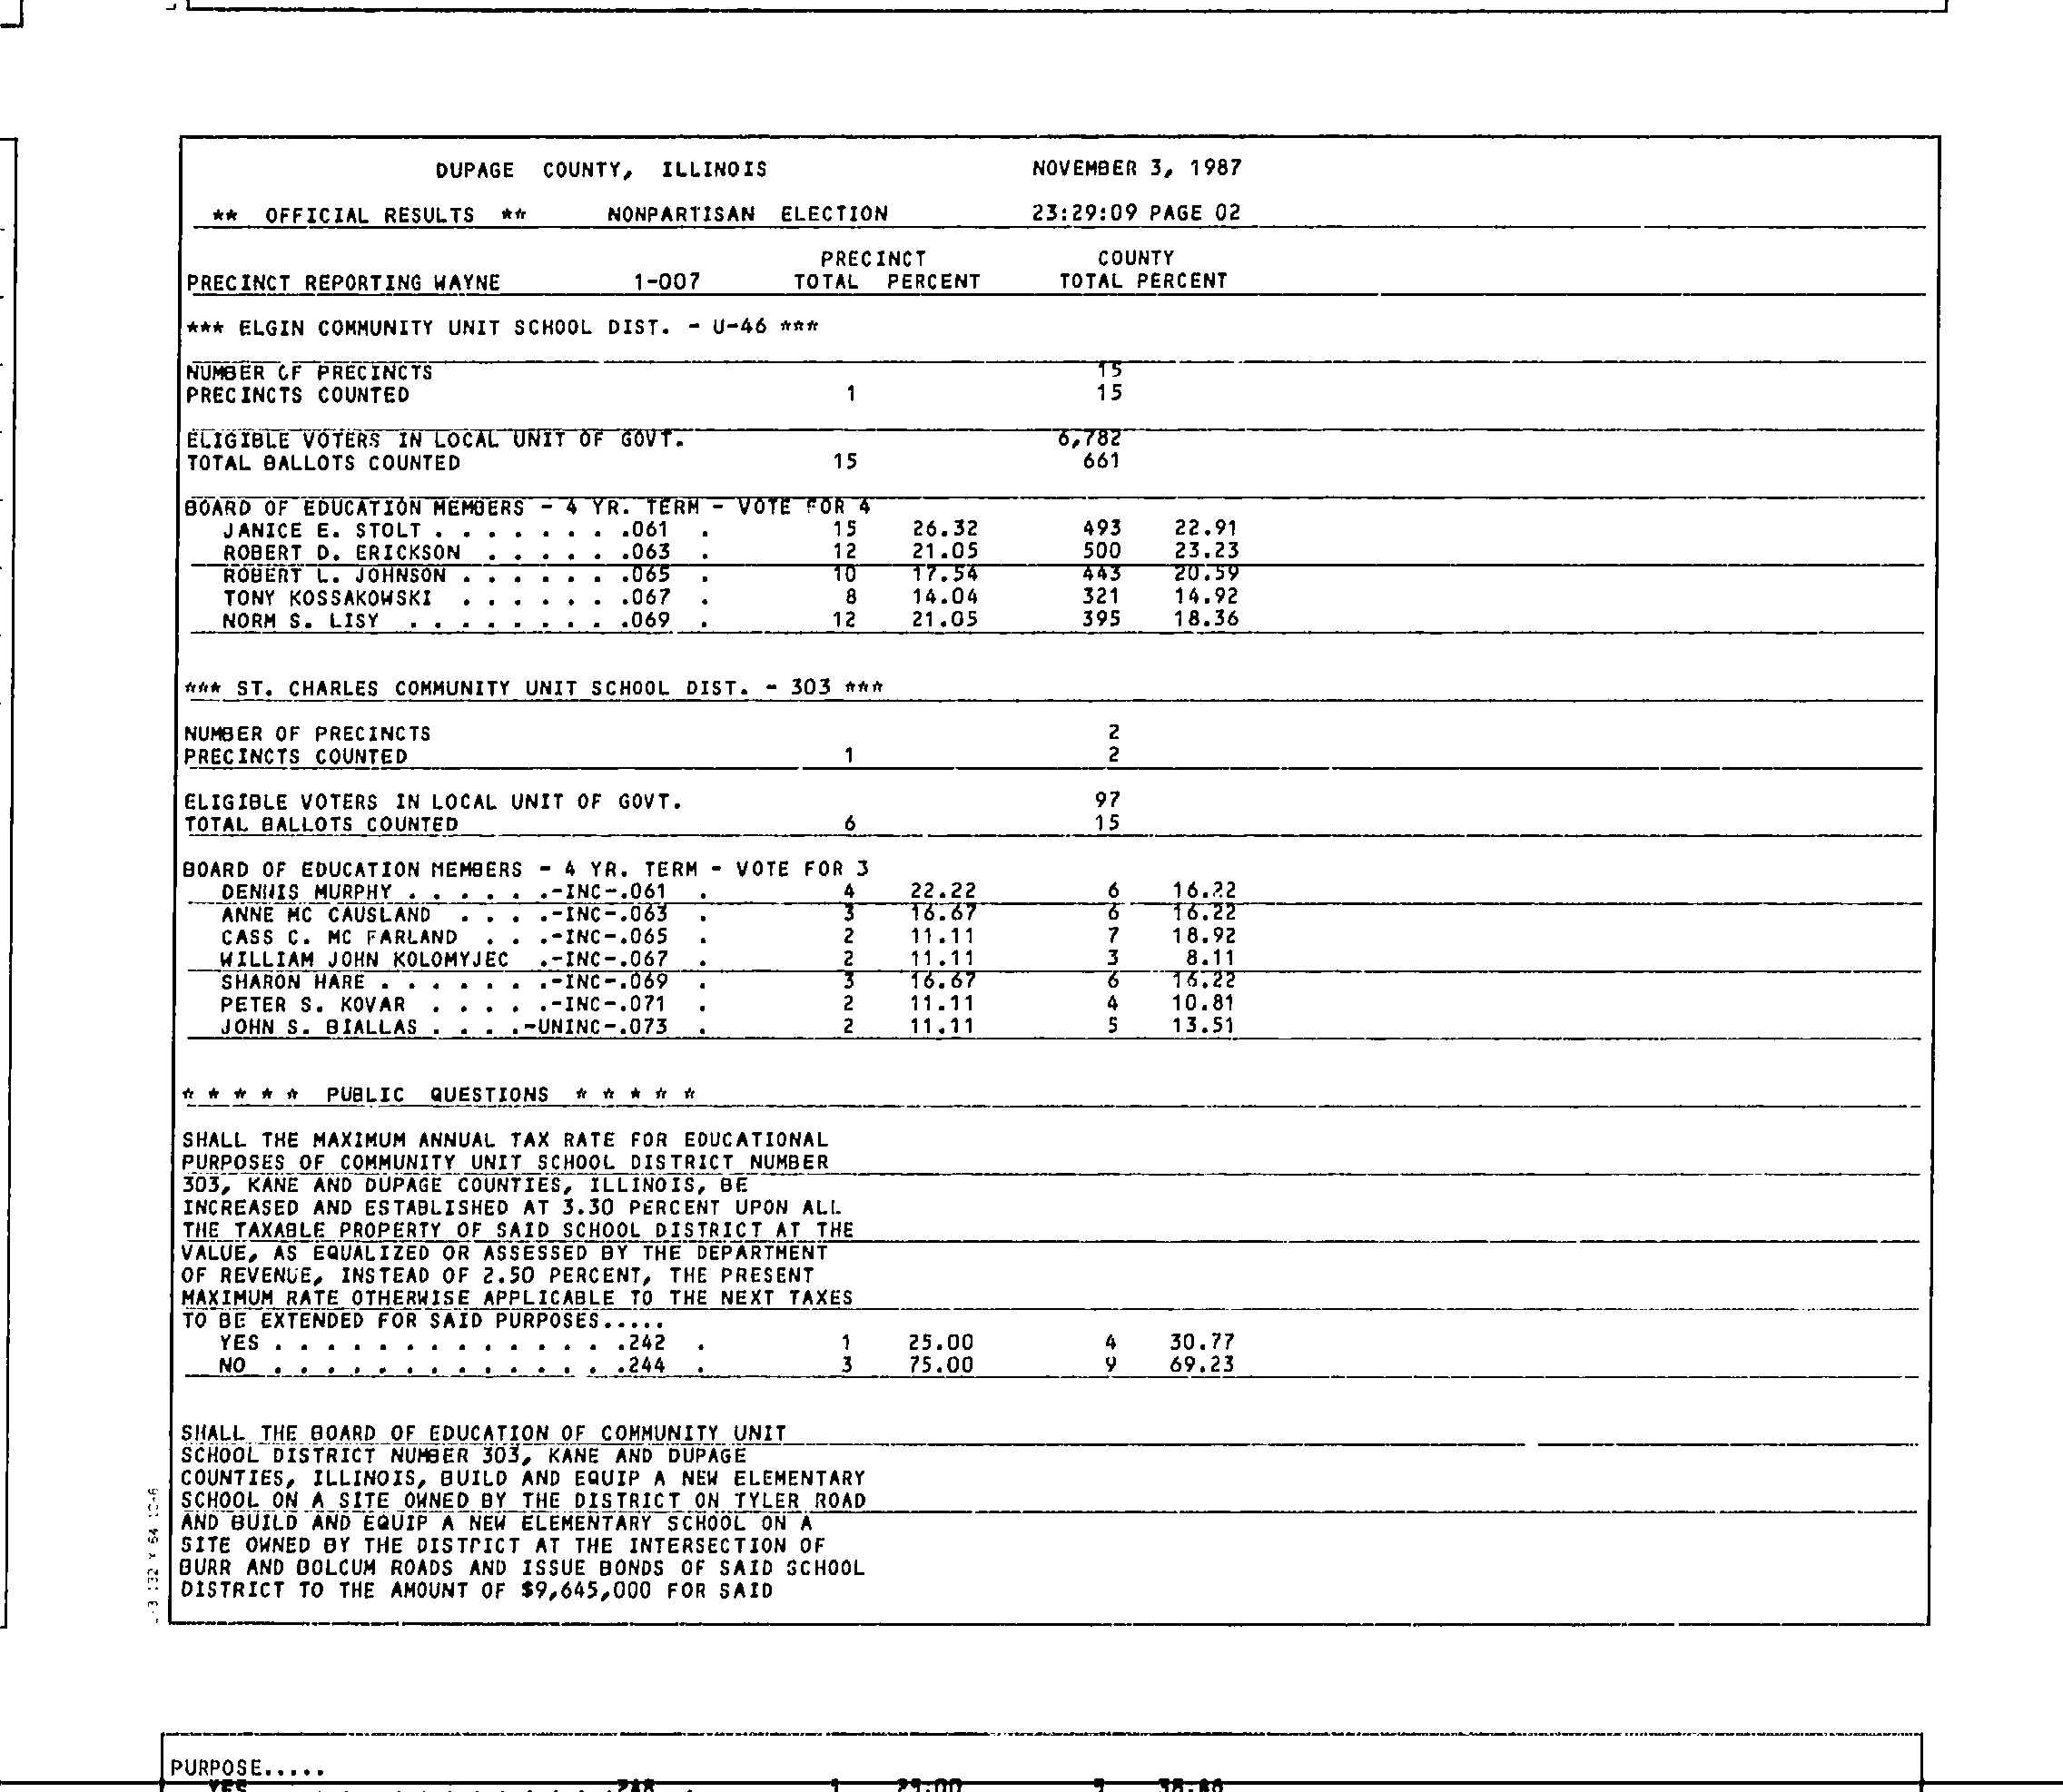 DUPAGE COUNTY, ILLINOIS NOVEMBER 3, 1987
** OFFICIAL RESULTS ** NONPARTISAN ELECTION 23:29:09 PAGE 02
PRECINCT COUNTY
PRECINCT REPORTING WAYNE 1-007 TOTAL PERCENT TOTAL PERCENT
*** ELGIN COMMUNITY UNIT SCHOOL DIST. - U-46 ***
NUMBER OF PRECINCTS 15
PRECINCTS COUNTED 1 15
ELIGIBLE VOTERS IN LOCAL UNIT OF GOVT. 6,782
TOTAL BALLOTS COUNTED 15 661
BOARD OF EDUCATION MEMBERS - 4 YR. TERM - VOTE FOR 4
JANICE E. STOLT . . . . . . . .061 . 15 26.32 493 22.91
ROBERT D. ERICKSON . . . . . .063 . 12 21.05 500 23.23
ROBERT L. JOHNSON . . . . . . .065 . 10 17.54 443 20.59
TONY KOSSAKOWSKI . . . . . . .067 . 8 14.04 321 14.92
NORM S. LISY . . . . . . . . .069 . 12 21.05 395 18.36
*** ST. CHARLES COMMUNITY UNIT SCHOOL DIST. - 303 ***
NUMBER OF PRECINCTS 2
PRECINCTS COUNTED 1 2
ELIGIBLE VOTERS IN LOCAL UNIT OF GOVT. 97
TOTAL BALLOTS COUNTED 6 15
BOARD OF EDUCATION MEMBERS - 4 YR. TERM - VOTE FOR 3
DENNIS MURPHY . . . . . .-INC-.061 . 4 22.22 6 16.22
ANNE MC CAUSLAND . . . .-INC-.063 . 3 16.67 6 16.22
CASS C. MC FARLAND . . .-INC-.065 . 2 11.11 7 18.92
WILLIAM JOHN KOLOMYJEC .-INC-.067 . 2 11.11 3 8.11
SHARON HARE . . . . . . .-INC-.069 . 3 16.67 6 16.22
PETER S. KOVAR . . . . .-INC-.071 . 2 11.11 4 10.81
JOHN S. BIALLAS . . . .-UNINC-.073 . 2 11.11 5 13.51
* * * * * PUBLIC QUESTIONS * * * * *
SHALL THE MAXIMUM ANNUAL TAX RATE FOR EDUCATIONAL
PURPOSES OF COMMUNITY UNIT SCHOOL DISTRICT NUMBER
303, KANE AND DUPAGE COUNTIES, ILLINOIS, BE
INCREASED AND ESTABLISHED AT 3.30 PERCENT UPON ALL
THE TAXABLE PROPERTY OF SAID SCHOOL DISTRICT AT THE
VALUE, AS EQUALIZED OR ASSESSED BY THE DEPARTMENT
OF REVENUE, INSTEAD OF 2.50 PERCENT, THE PRESENT
MAXIMUM RATE OTHERWISE APPLICABLE TO THE NEXT TAXES
TO BE EXTENDED FOR SAID PURPOSES.....
YES . . . . . . . . . . . . . .242 . 1 25.00 4 30.77
NO . . . . . . . . . . . . . .244 . 3 75.00 9 69.23
SHALL THE BOARD OF EDUCATION OF COMMUNITY UNIT
SCHOOL DISTRICT NUMBER 303, KANE AND DUPAGE
COUNTIES, ILLINOIS, BUILD AND EQUIP A NEW ELEMENTARY
SCHOOL ON A SITE OWNED BY THE DISTRICT ON TYLER ROAD
AND BUILD AND EQUIP A NEW ELEMENTARY SCHOOL ON A
SITE OWNED BY THE DISTRICT AT THE INTERSECTION OF
BURR AND BOLCUM ROADS AND ISSUE BONDS OF SAID SCHOOL
DISTRICT TO THE AMOUNT OF $9,645,000 FOR SAID
PURPOSE.....
YES